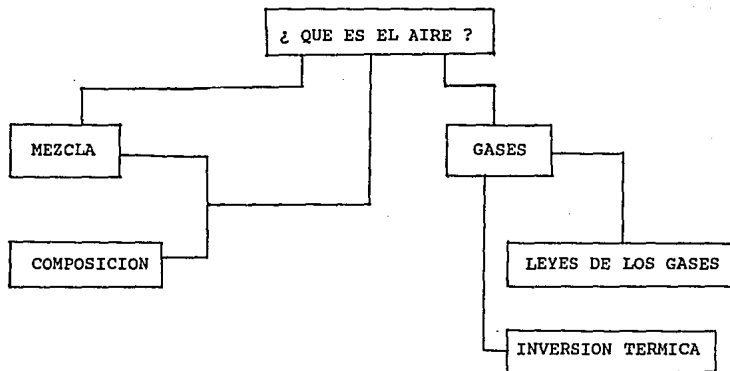 ¿ QUE ES EL AIRE ?
MEZCLA
GASES
COMPOSICION
LEYES DE LOS GASES
INVERSION TERMICA